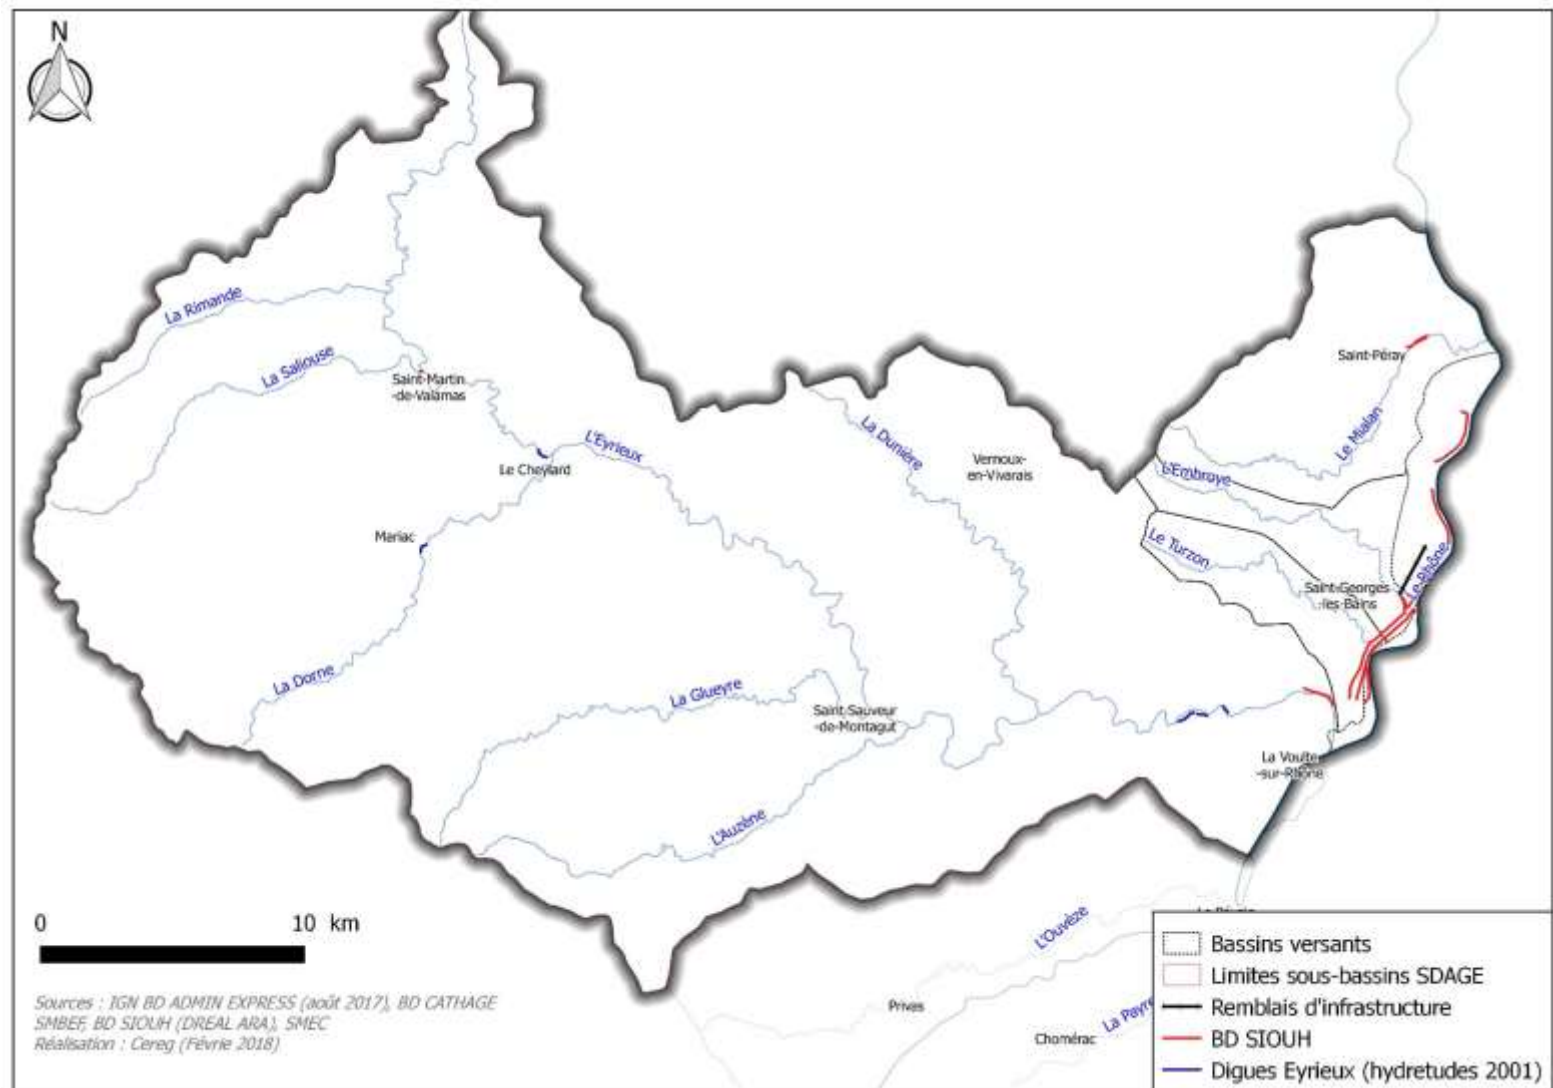 N
La Rimande
La Saliouse
Saint-Martin
-de-Valamas
Saint-Péray
Le Mialan
L'Eyrieux
La Dunière
Le Cheylard
Vernoux-
en-Vivarais
L'Embroye
Mariac
Le Turzon
Le Rhône
Saint-Georges
-les-Bains
La Dorne
La Glueyre
Saint-Sauveur
-de-Montagut
La Voulte
-sur-Rhône
L'Auzène
0 10 km
L'Ouvèze
Privas
Chomérac
La Payre
Sources : IGN BD ADMIN EXPRESS (août 2017), BD CATHAGE
SMBEF, BD SIOUH (DREAL ARA), SMEC
Réalisation : Cereg (Février 2018)
Bassins versants
Limites sous-bassins SDAGE
Remblais d'infrastructure
BD SIOUH
Digues Eyrieux (hydretudes 2001)